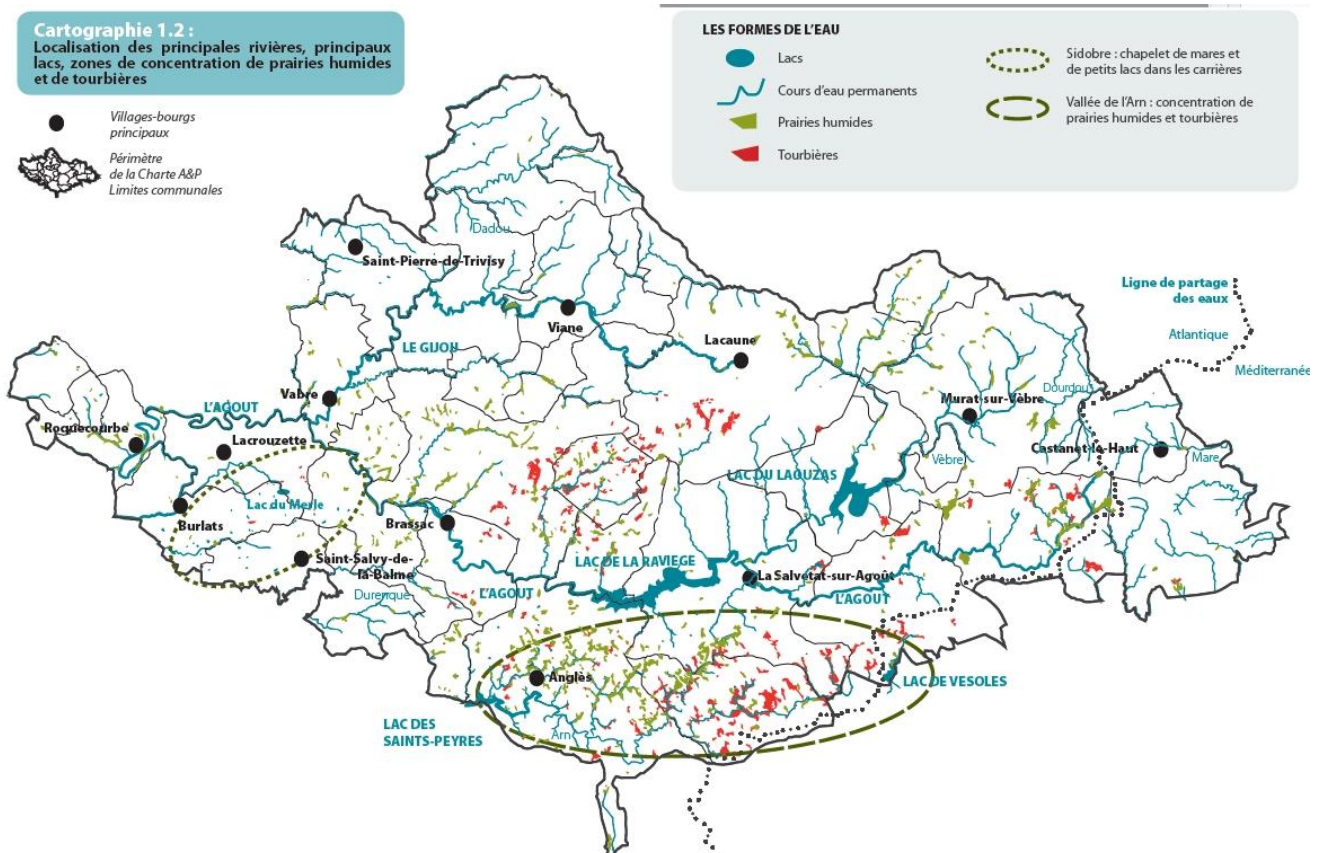 Cartographie 1.2 :
Localisation des principales rivières, principaux
lacs, zones de concentration de prairies humides
et de tourbières
Villages-bourgs
principaux
Périmètre
de la Charte A&P
Limites communales
LES FORMES DE L'EAU
Lacs
Cours d'eau permanents
Prairies humides
Tourbières
Sidobre : chapelet de mares et
de petits lacs dans les carrières
Vallée de l'Arn : concentration de
prairies humides et tourbières
Dadou
Saint-Pierre-de-Trivisy
Ligne de partage
des eaux
Atlantique
Méditerranée
Viane
Lacaune
LE GIJOU
Vabre
L'AGOUT
Dourdou
Murat-sur-Vèbre
Roquecourbe
Lacrouzette
Castanet-le-Haut
Mare
Vèbre
LAC DU LAOUZAS
Lac du Merle
Burlats
Brassac
Saint-Salvy-de-
la-Balme
LAC DE LA RAVIEGE
La Salvetat-sur-Agoût
Durenque
L'AGOUT
L'AGOUT
Anglès
LAC DE VESOLES
LAC DES
SAINTS-PEYRES
Arn